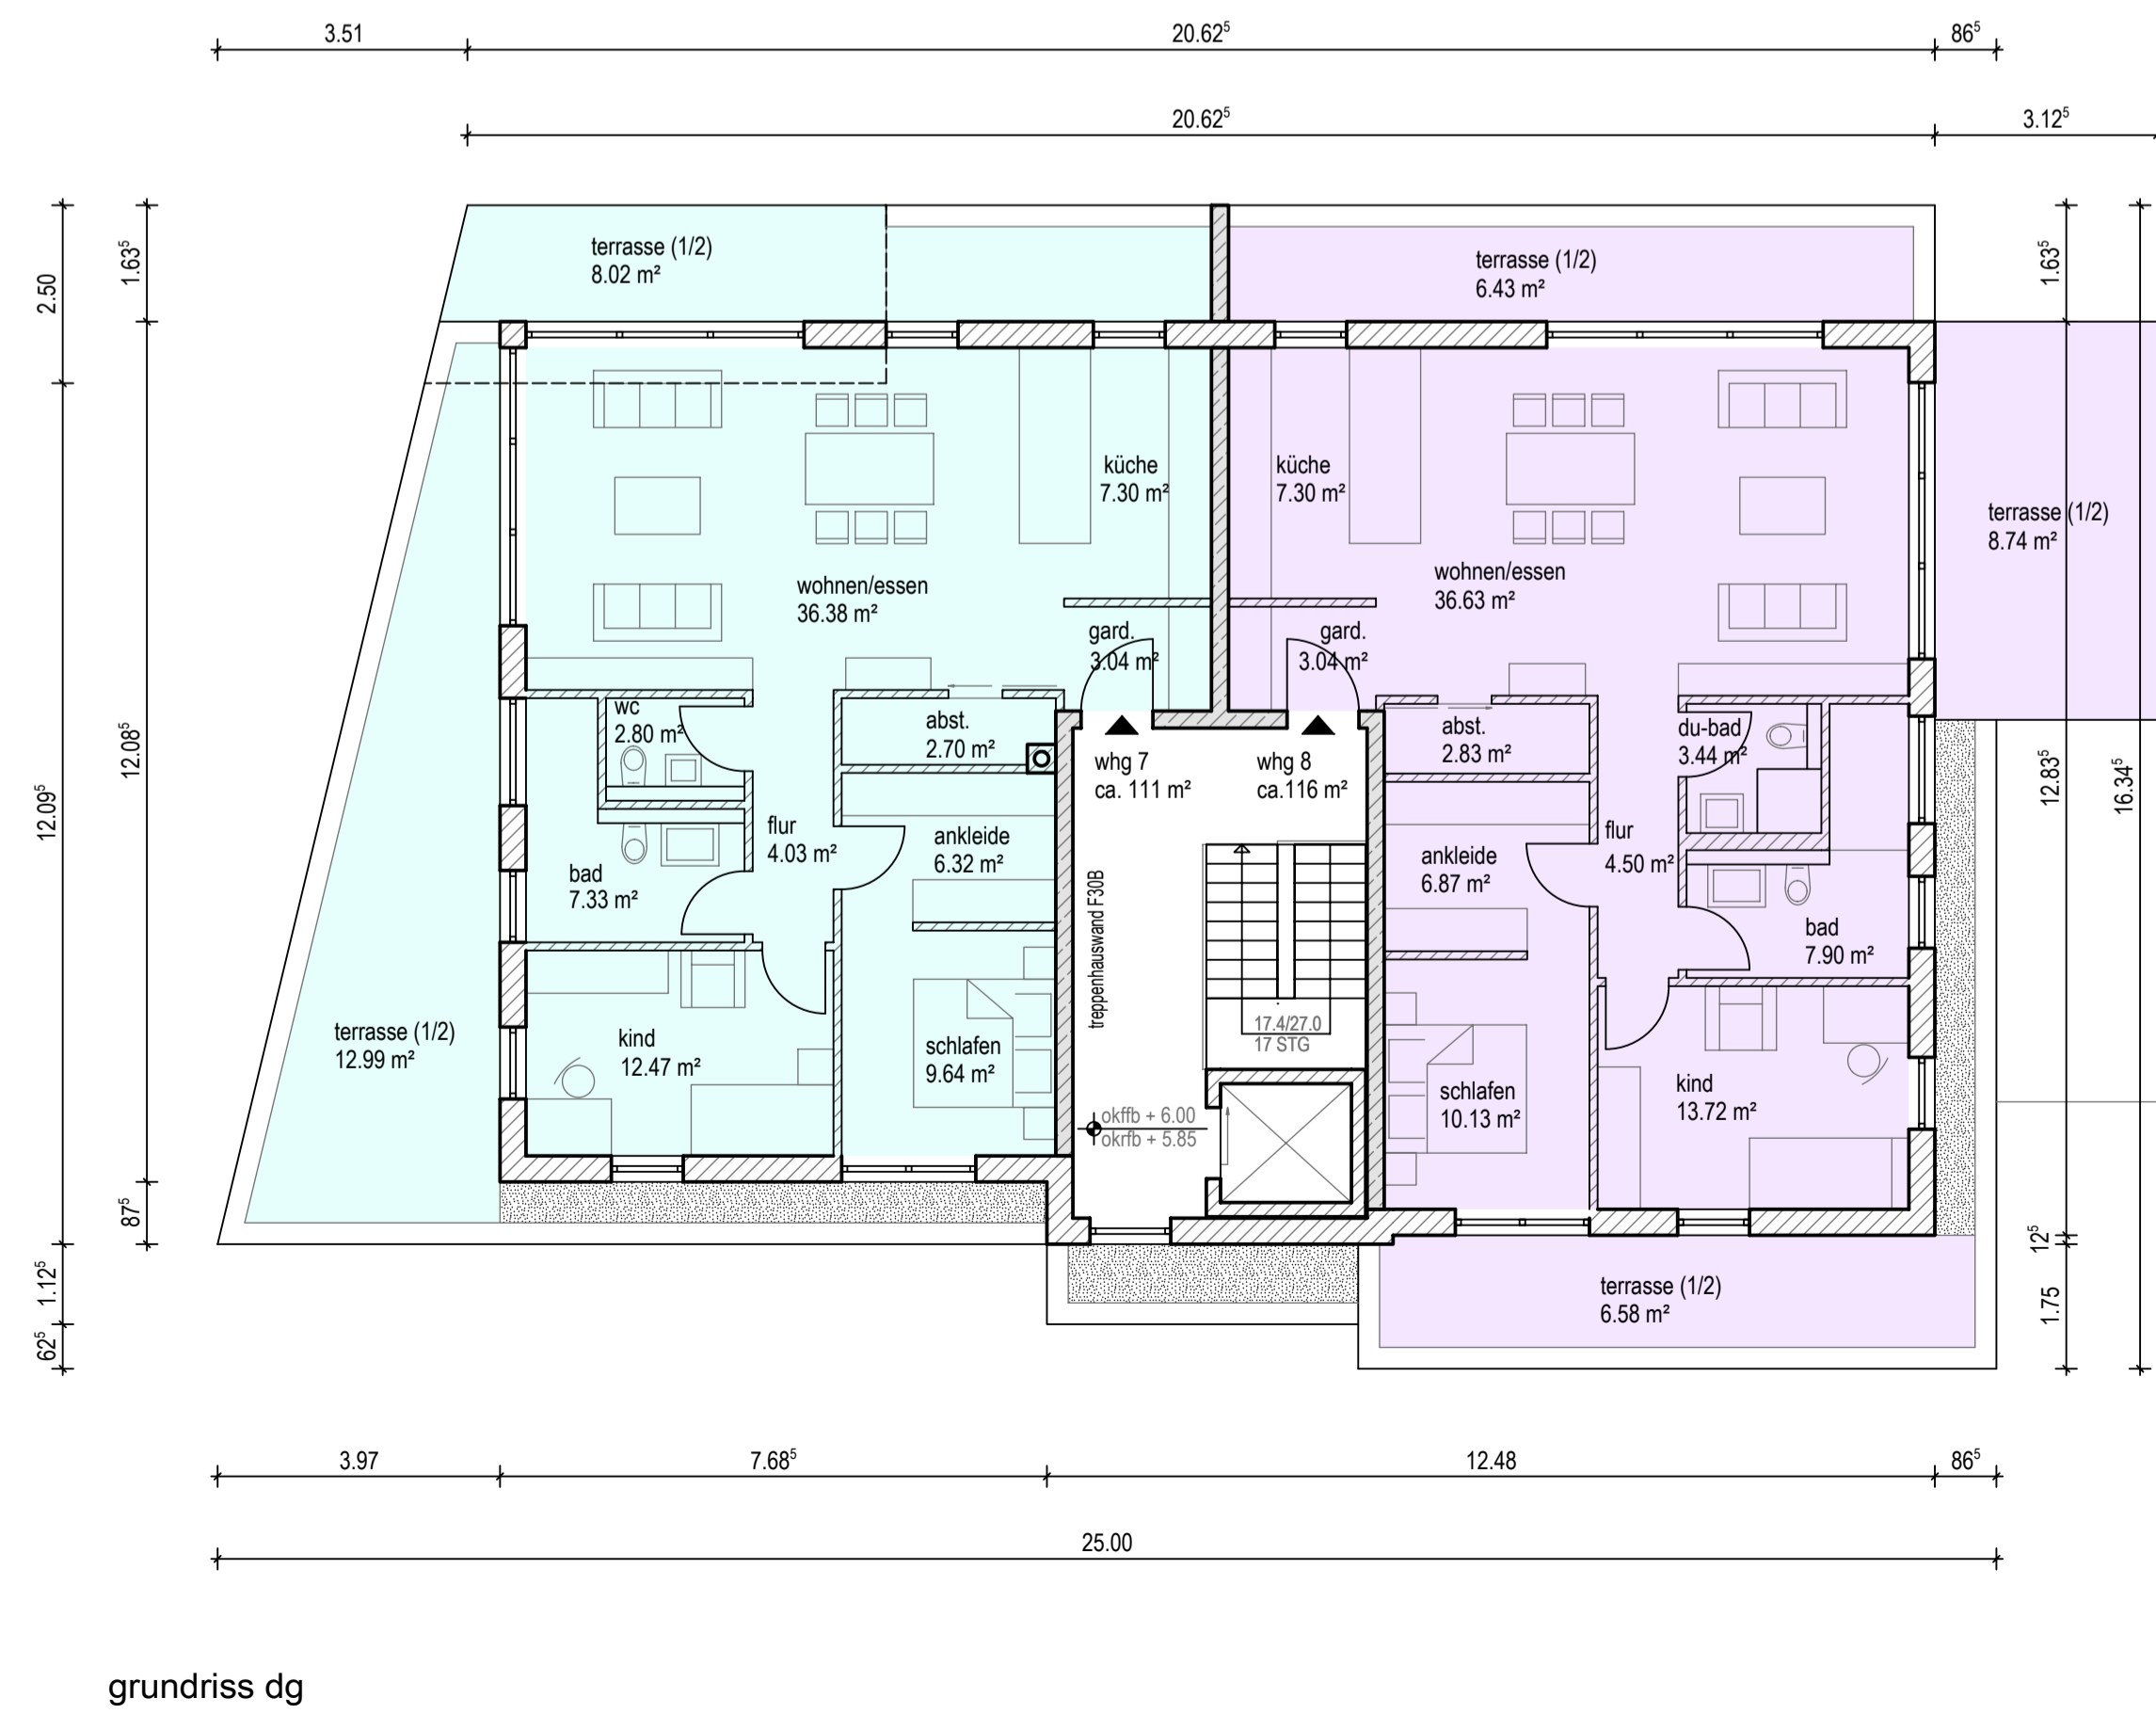 3.51
20.62⁵
86⁵
20.62⁵
3.12⁵
2.50
1.63⁵
12.09⁵
12.08⁵
87⁵
1.12⁵
62⁵
terrasse (1/2)
8.02 m²
terrasse (1/2)
6.43 m²
1.63⁵
küche
7.30 m²
küche
7.30 m²
terrasse (1/2)
8.74 m²
wohnen/essen
36.38 m²
wohnen/essen
36.63 m²
gard.
3.04 m²
gard.
3.04 m²
wc
2.80 m²
abst.
2.70 m²
whg 7
ca. 111 m²
whg 8
ca.116 m²
abst.
2.83 m²
du-bad
3.44 m²
12.83⁵
16.34⁵
flur
4.03 m²
ankleide
6.32 m²
bad
7.33 m²
treppenhauswand F30B
ankleide
6.87 m²
flur
4.50 m²
bad
7.90 m²
terrasse (1/2)
12.99 m²
kind
12.47 m²
schlafen
9.64 m²
17.4/27.0
17 STG
okffb + 6.00
okrfb + 5.85
schlafen
10.13 m²
kind
13.72 m²
terrasse (1/2)
6.58 m²
12⁵
1.75
3.97
7.68⁵
12.48
86⁵
25.00
grundriss dg